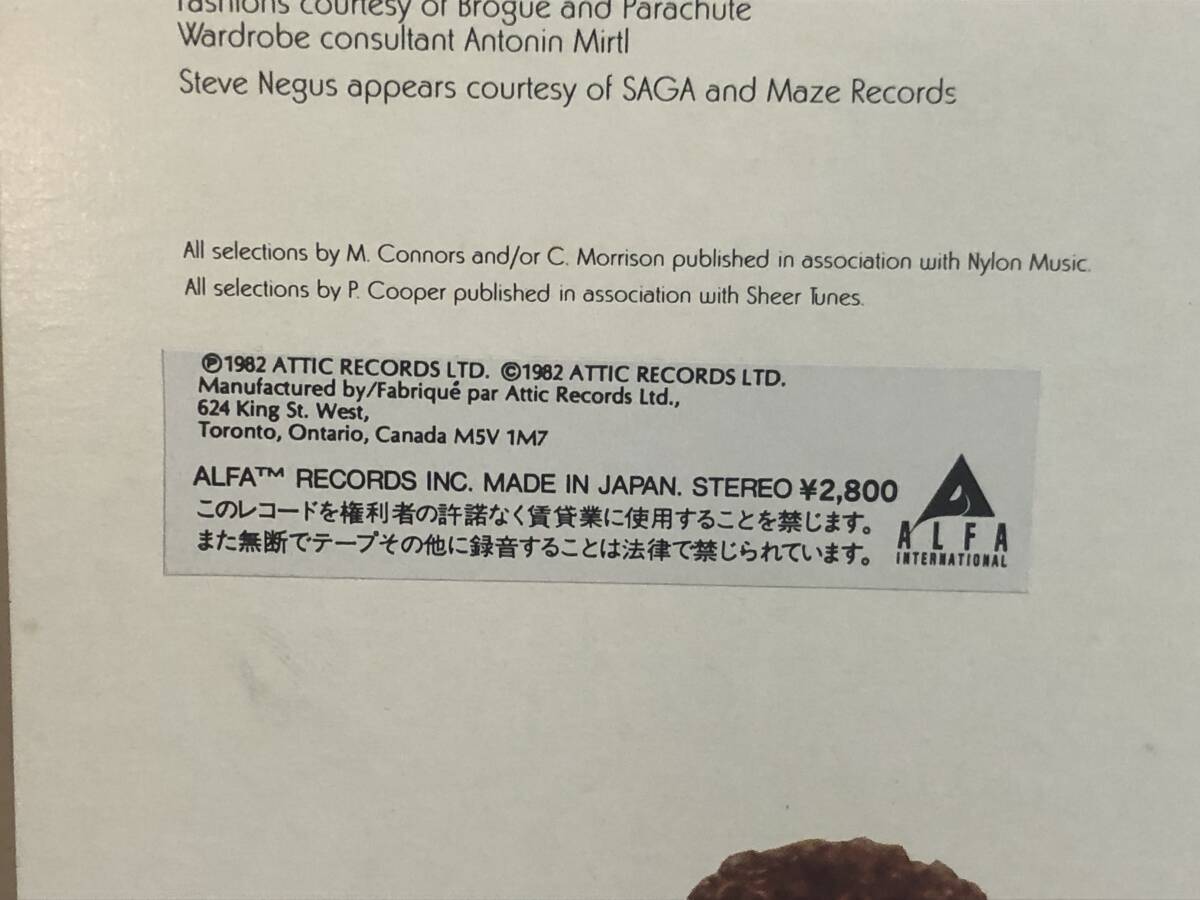 fashions courtesy of Brogue and Parachute
Wardrobe consultant Antonin Mirtl
Steve Negus appears courtesy of SAGA and Maze Records
All selections by M. Connors and/or C. Morrison published in association with Nylon Music.
All selections by P. Cooper published in association with Sheer Tunes.
℗1982 ATTIC RECORDS LTD. ©1982 ATTIC RECORDS LTD.
Manufactured by/Fabriqué par Attic Records Ltd.,
624 King St. West,
Toronto, Ontario, Canada M5V 1M7
ALFA™ RECORDS INC. MADE IN JAPAN. STEREO ¥2,800
このレコードを権利者の許諾なく賃貸業に使用することを禁じます。
また無断でテープその他に録音することは法律で禁じられています。
ALFA
INTERNATIONAL